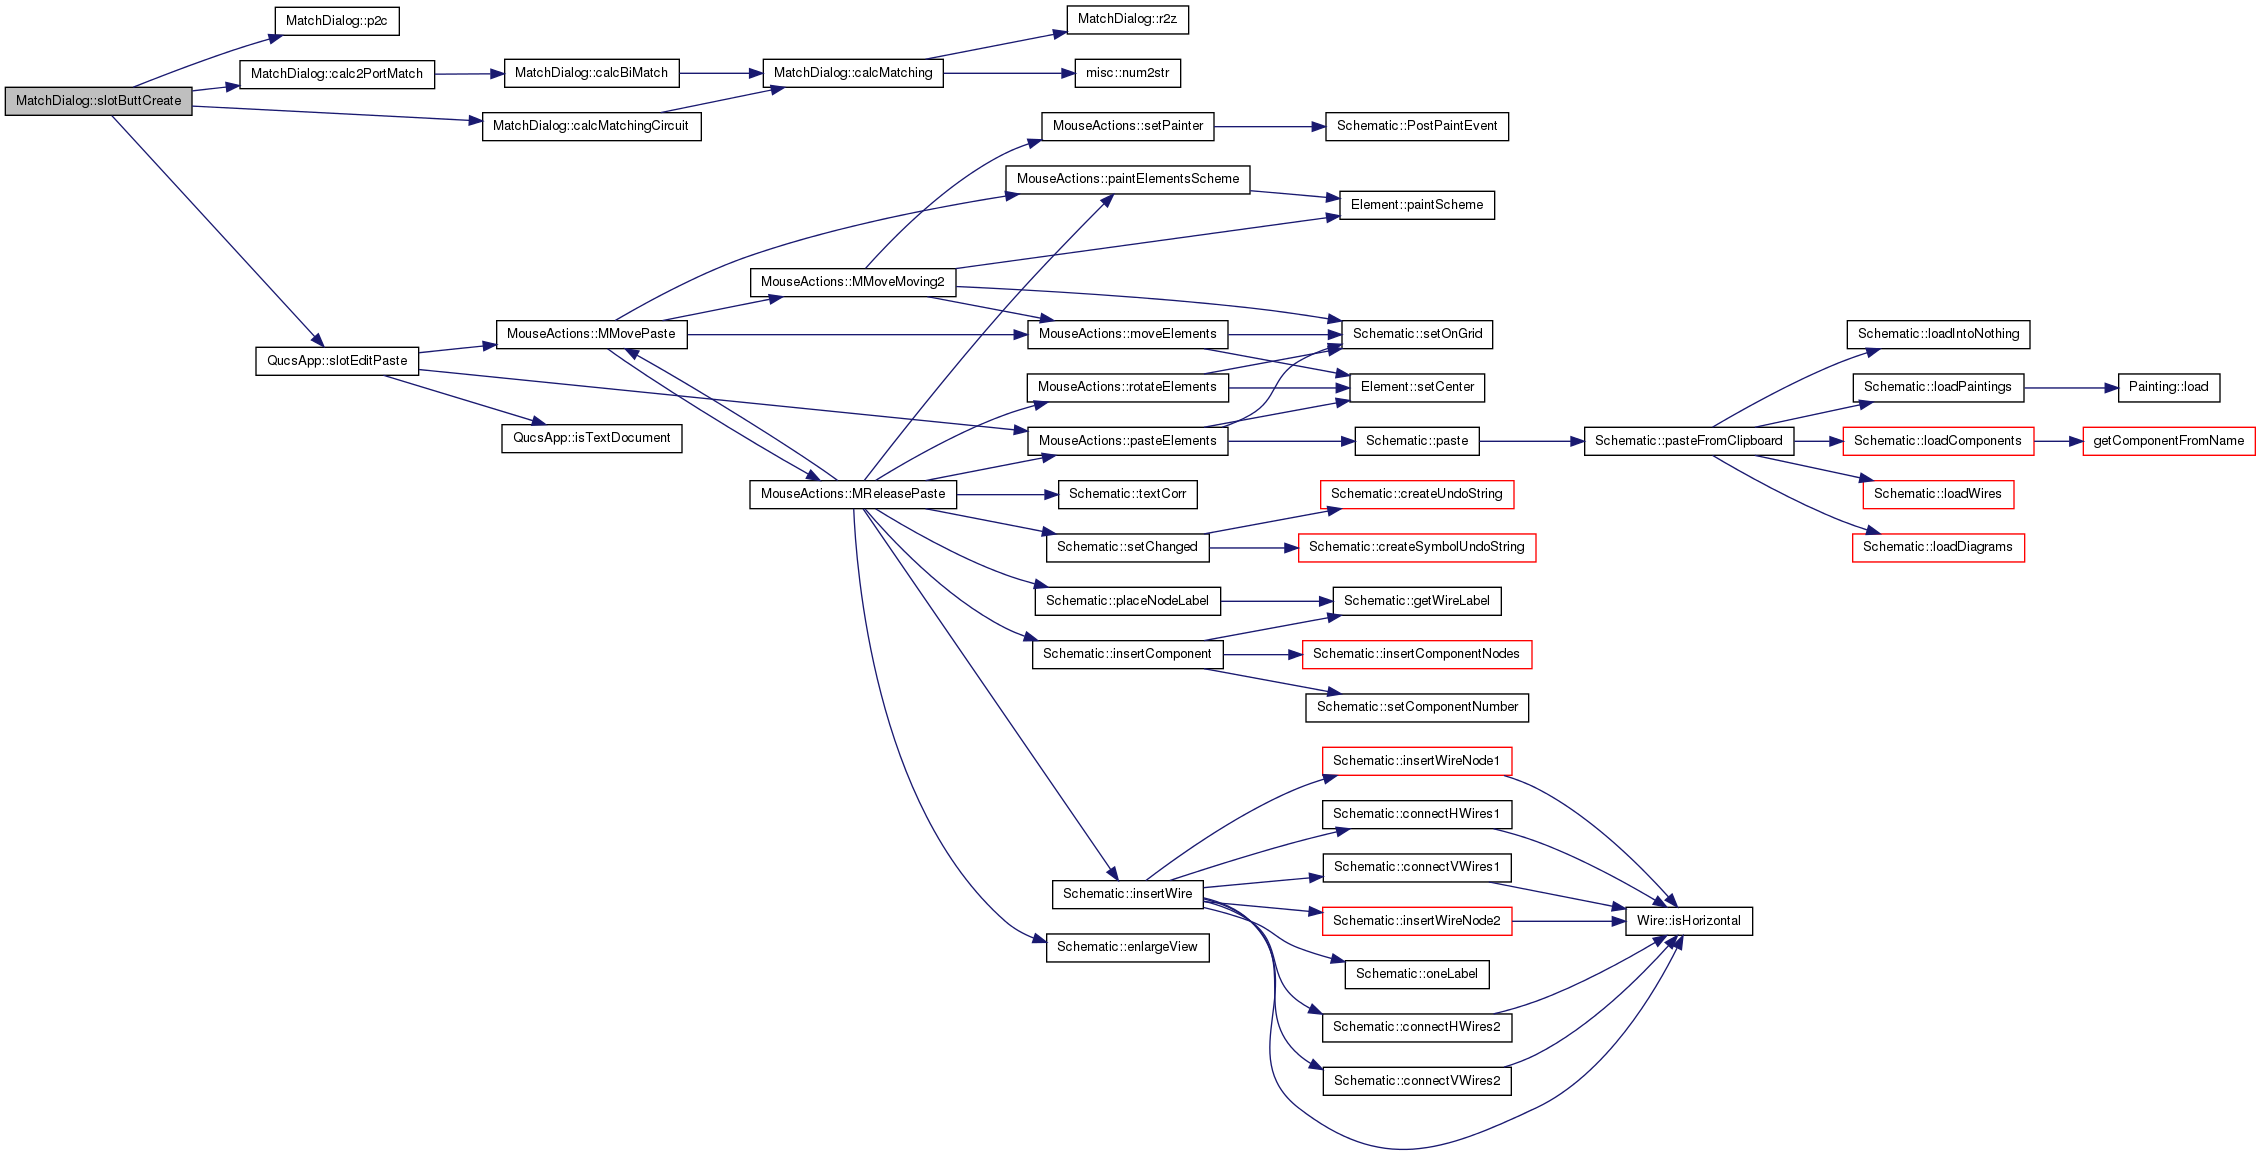 MatchDialog::slotButtCreate
MatchDialog::p2c
MatchDialog::calc2PortMatch
MatchDialog::calcBiMatch
MatchDialog::calcMatching
MatchDialog::r2z
misc::num2str
MatchDialog::calcMatchingCircuit
QucsApp::slotEditPaste
MouseActions::MMovePaste
QucsApp::isTextDocument
MouseActions::MMoveMoving2
MouseActions::MReleasePaste
MouseActions::setPainter
Schematic::PostPaintEvent
MouseActions::paintElementsScheme
Element::paintScheme
MouseActions::moveElements
Schematic::setOnGrid
MouseActions::rotateElements
Element::setCenter
MouseActions::pasteElements
Schematic::paste
Schematic::pasteFromClipboard
Schematic::loadIntoNothing
Schematic::loadPaintings
Painting::load
Schematic::loadComponents
getComponentFromName
Schematic::loadWires
Schematic::loadDiagrams
Schematic::textCorr
Schematic::setChanged
Schematic::createUndoString
Schematic::createSymbolUndoString
Schematic::placeNodeLabel
Schematic::getWireLabel
Schematic::insertComponent
Schematic::insertComponentNodes
Schematic::setComponentNumber
Schematic::insertWire
Schematic::insertWireNode1
Schematic::connectHWires1
Schematic::connectVWires1
Schematic::insertWireNode2
Wire::isHorizontal
Schematic::enlargeView
Schematic::oneLabel
Schematic::connectHWires2
Schematic::connectVWires2